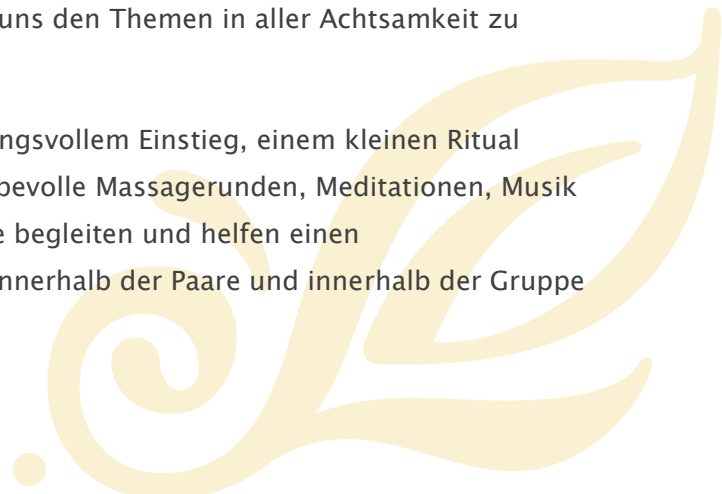 uns den Themen in aller Achtsamkeit zu
ngsvollem Einstieg, einem kleinen Ritual
bevolle Massagerunden, Meditationen, Musik
e begleiten und helfen einen
nnerhalb der Paare und innerhalb der Gruppe